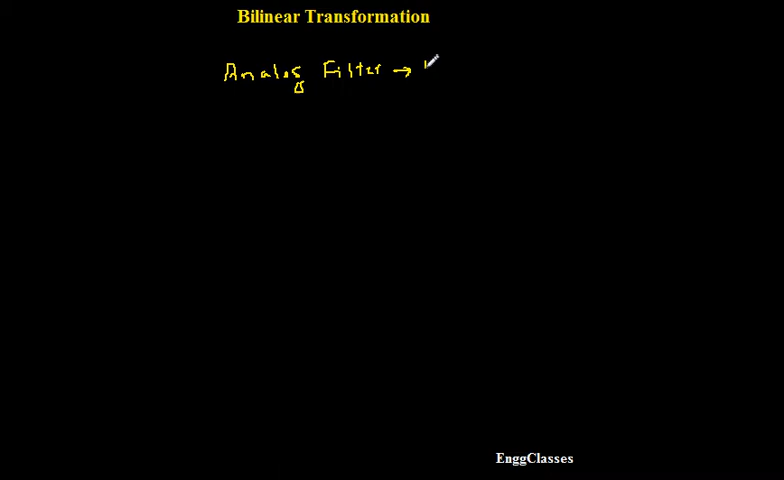 Bilinear Transformation
Analog Filter →
EnggClasses